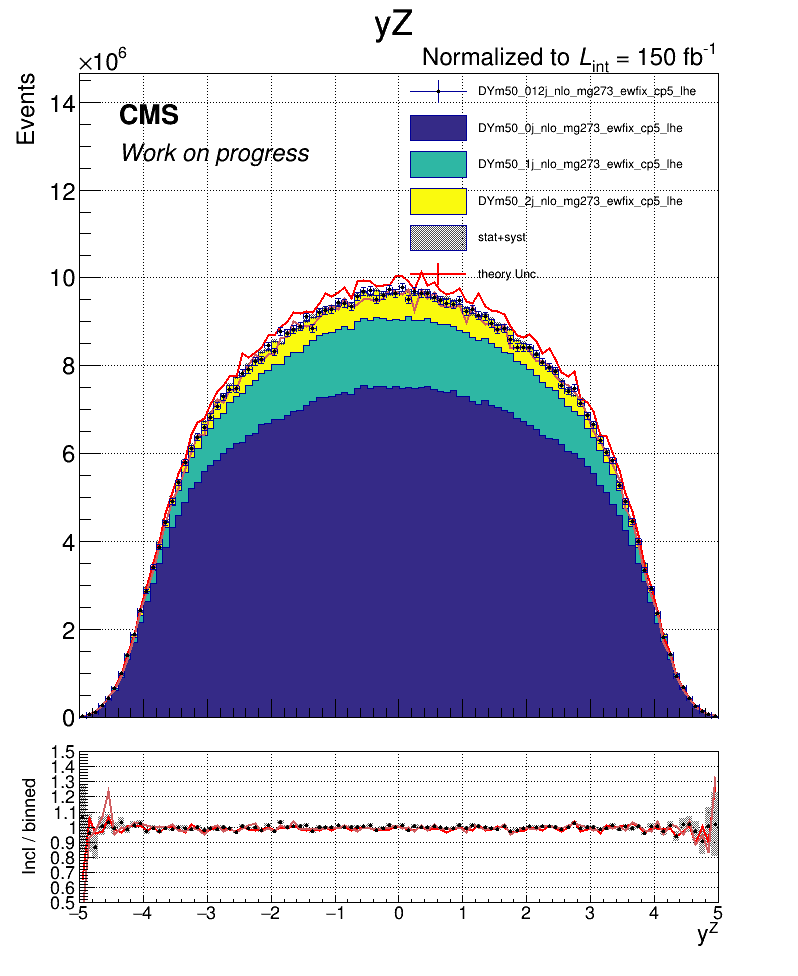 yZ
×10⁶
Normalized to L_int = 150 fb⁻¹
Events
CMS
Work on progress
DYm50_012j_nlo_mg273_ewfix_cp5_lhe
DYm50_0j_nlo_mg273_ewfix_cp5_lhe
DYm50_1j_nlo_mg273_ewfix_cp5_lhe
DYm50_2j_nlo_mg273_ewfix_cp5_lhe
stat+syst
theory Unc.
14
12
10
8
6
4
2
0
Incl / binned
1.5
1.4
1.3
1.2
1.1
1
0.9
0.8
0.7
0.6
0.5
−5 −4 −3 −2 −1 0 1 2 3 4 5
y^Z